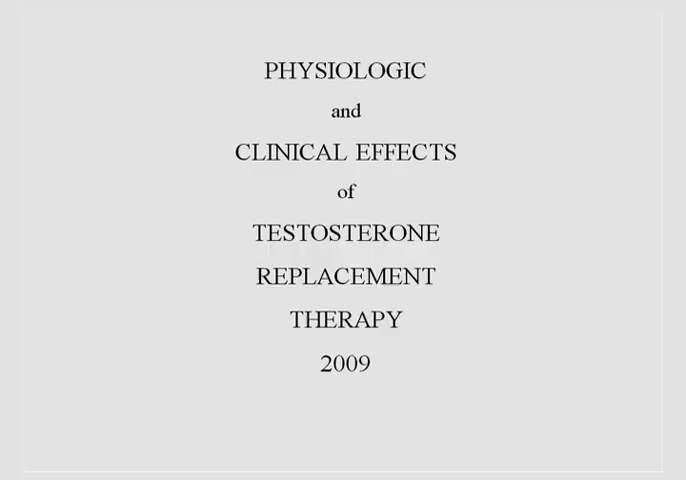 PHYSIOLOGIC
and
CLINICAL EFFECTS
of
TESTOSTERONE
REPLACEMENT
THERAPY
2009